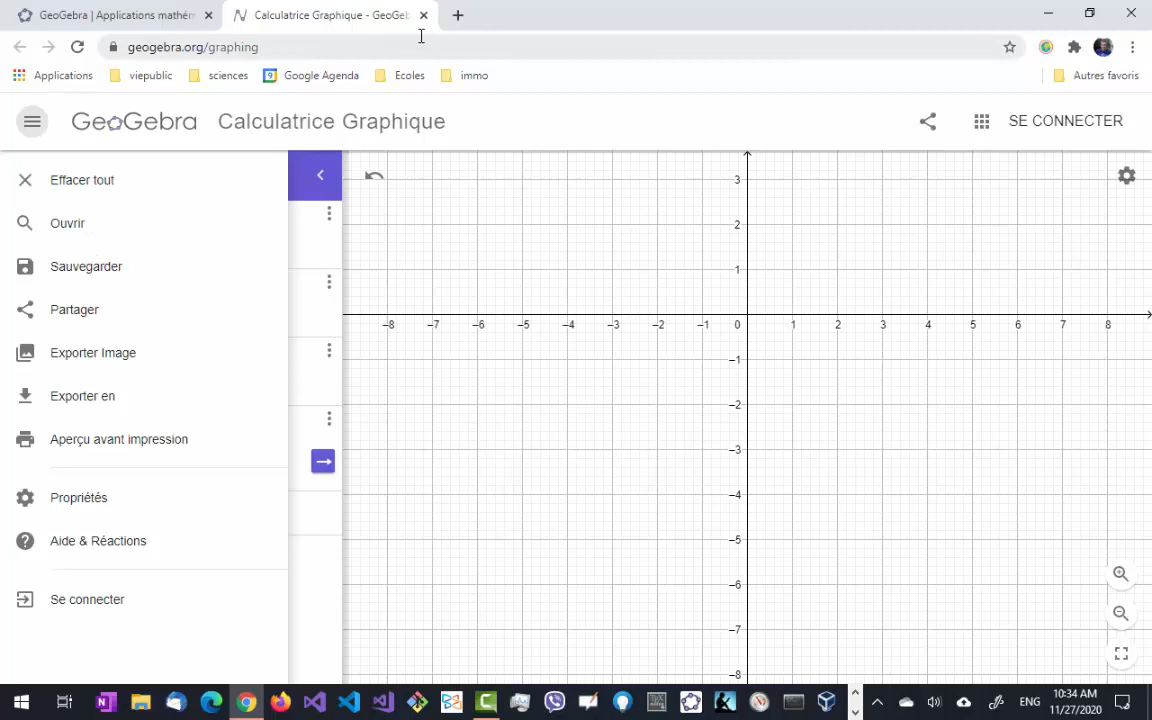 GeoGebra | Applications mathém
Calculatrice Graphique - GeoGeb
geogebra.org/graphing
Applications
viepublic
sciences
9
Google Agenda
Ecoles
immo
Autres favoris
GeoGebra
Calculatrice Graphique
SE CONNECTER
Effacer tout
Ouvrir
Sauvegarder
Partager
Exporter Image
Exporter en
Aperçu avant impression
Propriétés
Aide & Réactions
Se connecter
3
2
1
–8 –7 –6 –5 –4 –3 –2 –1 0 1 2 3 4 5 6 7 8
–1
–2
–3
–4
–5
–6
–7
–8
ENG
10:34 AM
11/27/2020